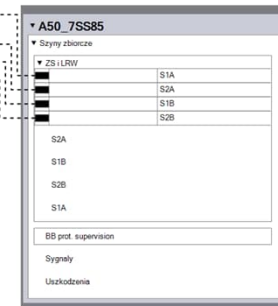 A50_7SS85
Szyny zbiorcze
ZS i LRW
S1A
S2A
S1B
S2B
S2A
S1B
S2B
S1A
BB prot. supervision
Sygnały
Uszkodzenia